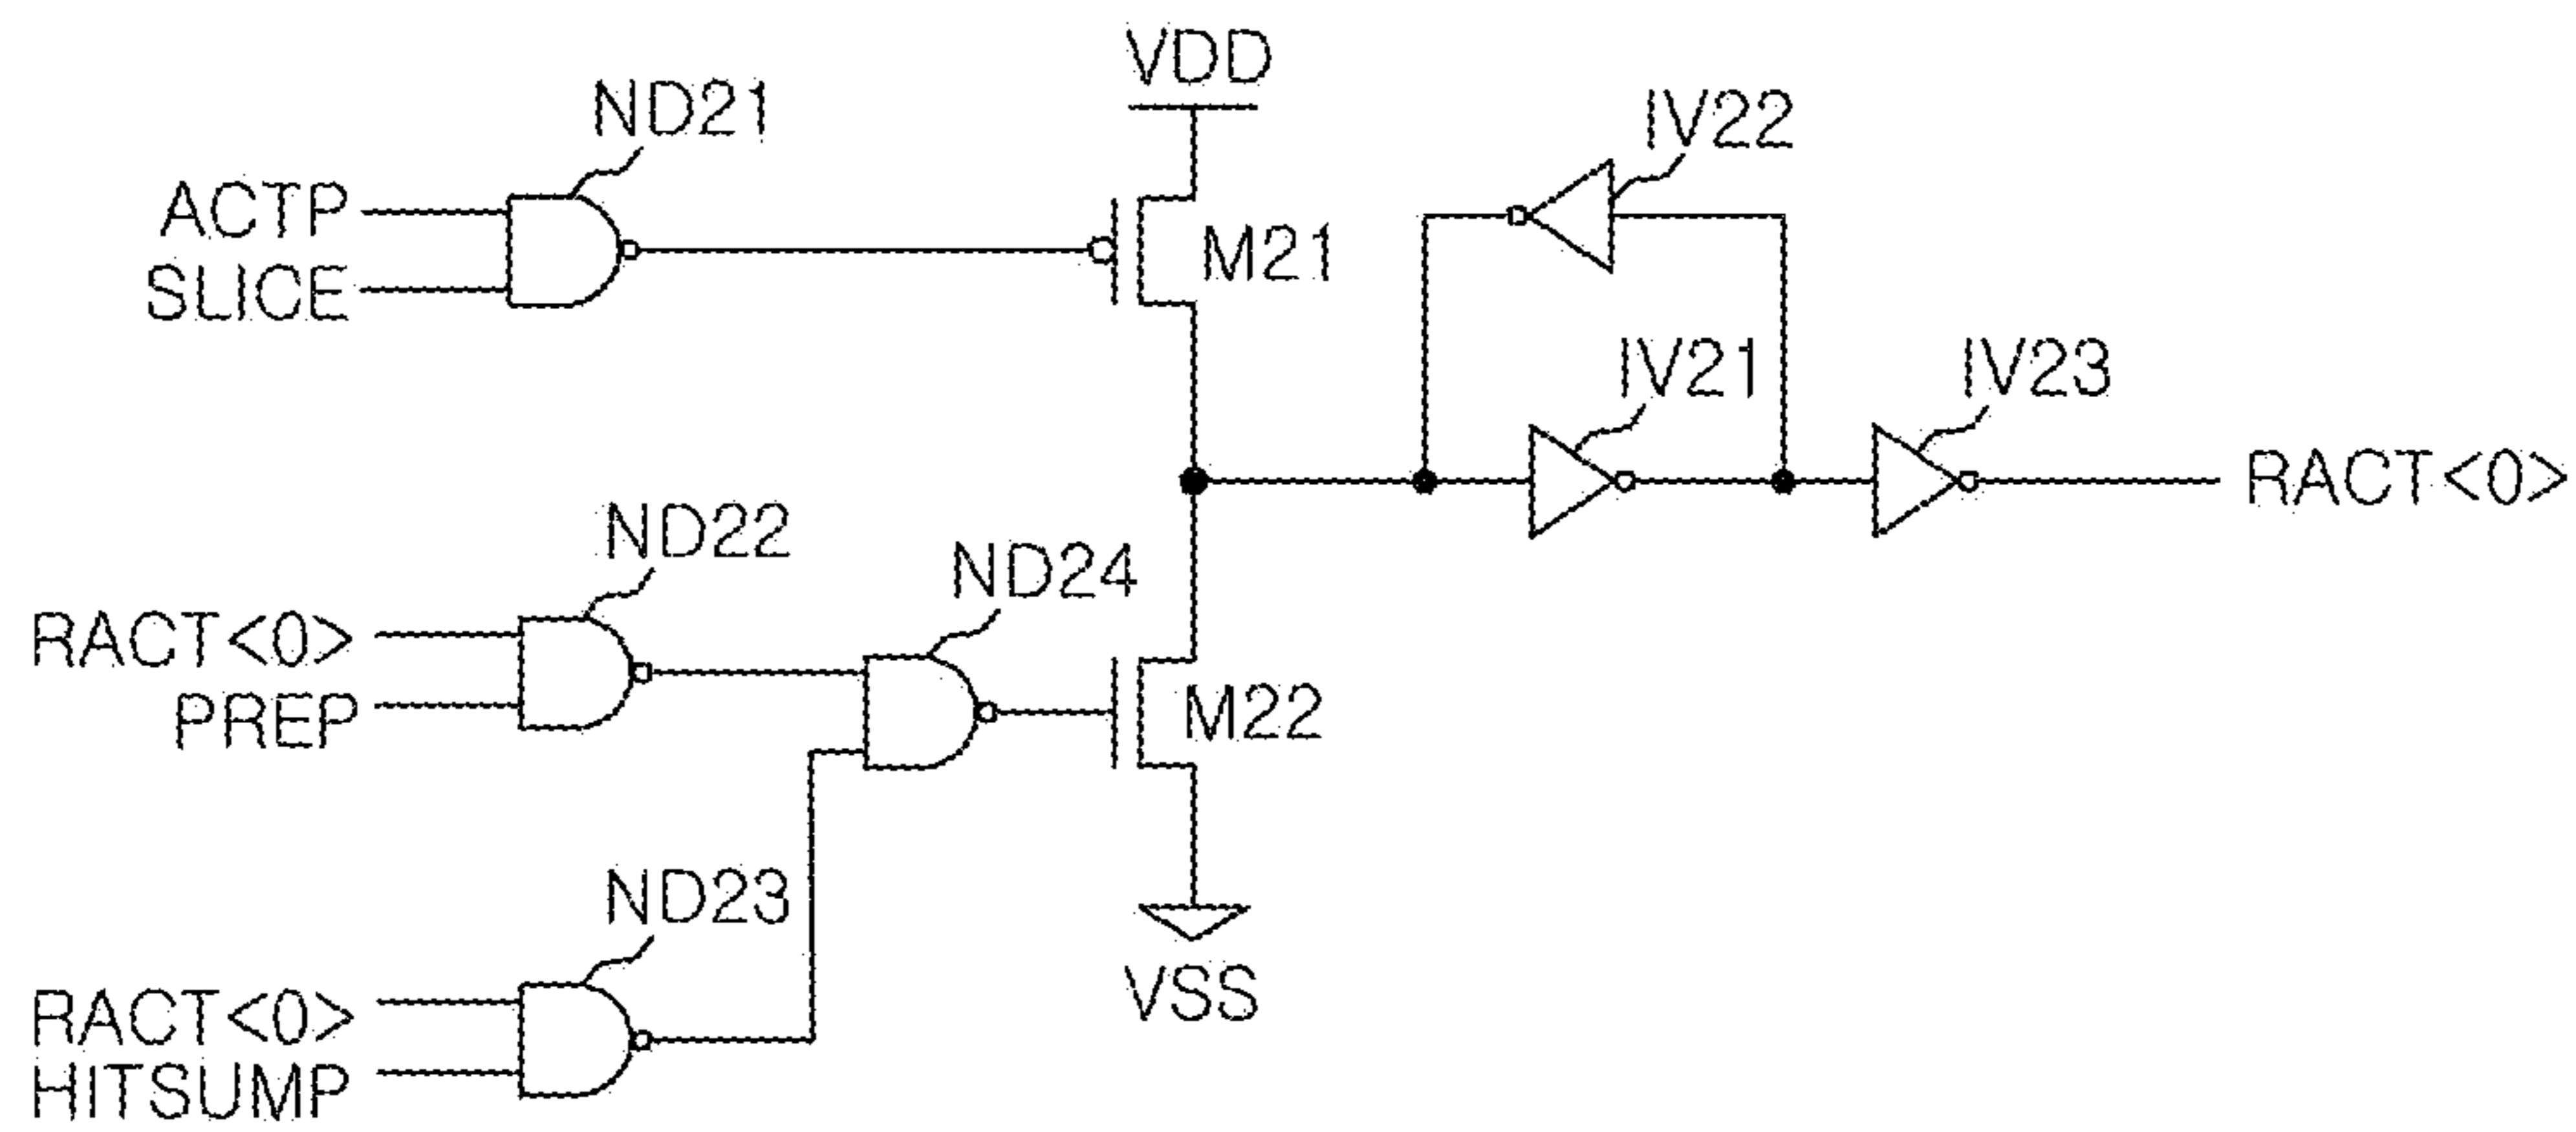 VDD
ND21
IV22
ACTP
M21
SLICE
IV21
IV23
RACT<0>
ND22
ND24
RACT<0>
PREP
M22
ND23
VSS
RACT<0>
HITSUMP